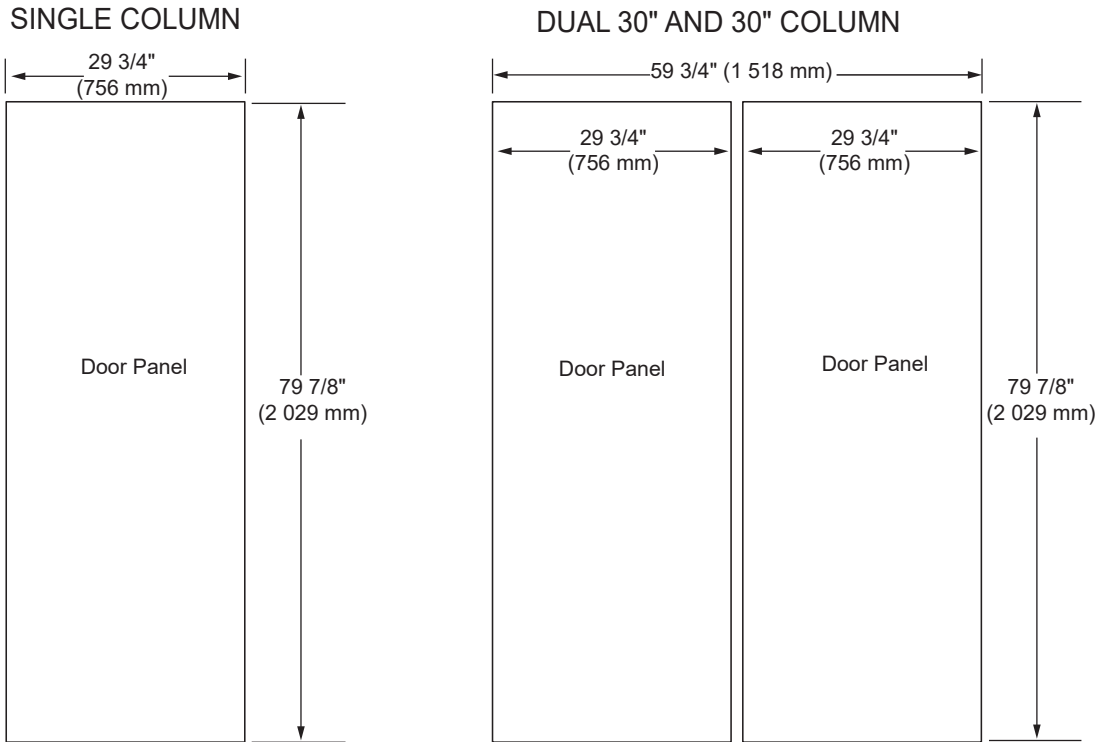 SINGLE COLUMN
29 3/4"
(756 mm)
Door Panel
79 7/8"
(2 029 mm)
DUAL 30" AND 30" COLUMN
59 3/4" (1 518 mm)
29 3/4"
(756 mm)
29 3/4"
(756 mm)
Door Panel
Door Panel
79 7/8"
(2 029 mm)